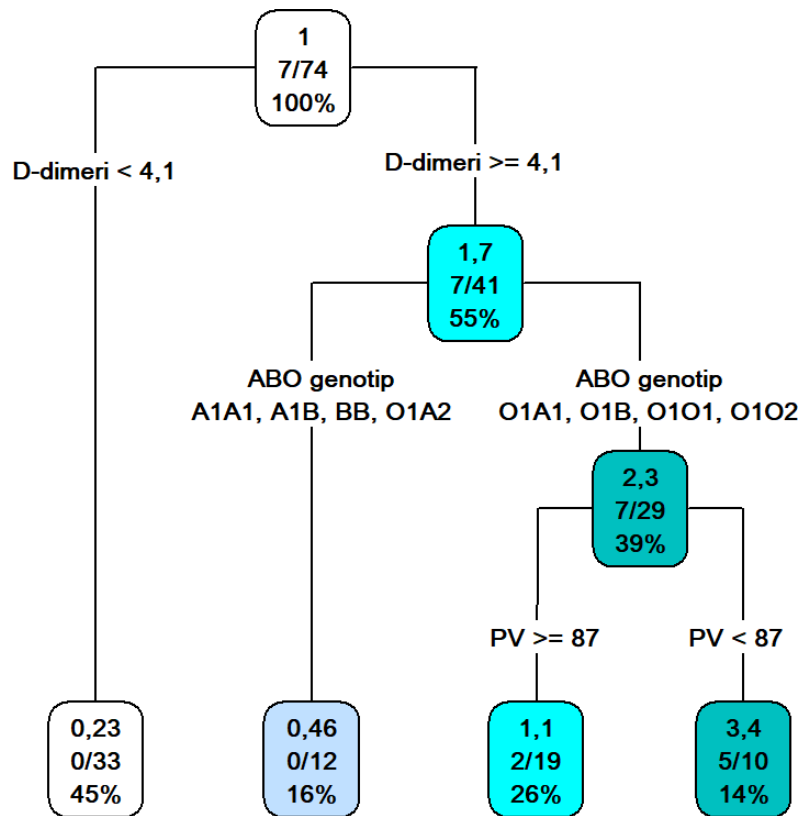 1
7/74
100%
D-dimeri < 4,1
D-dimeri >= 4,1
1,7
7/41
55%
ABO genotip
A1A1, A1B, BB, O1A2
ABO genotip
O1A1, O1B, O1O1, O1O2
2,3
7/29
39%
PV >= 87
PV < 87
0,23
0/33
45%
0,46
0/12
16%
1,1
2/19
26%
3,4
5/10
14%